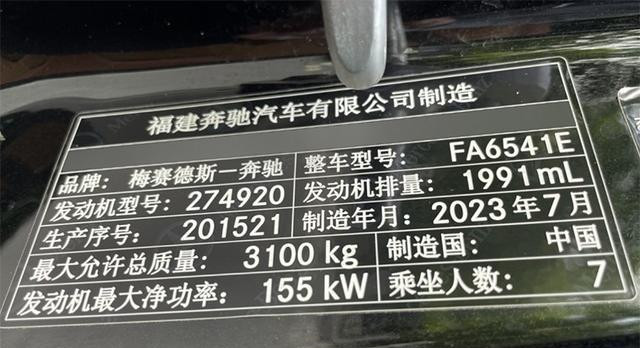 福建奔驰汽车有限公司制造
品牌: 梅赛德斯－奔驰 整车型号: FA6541E
发动机型号: 274920 发动机排量: 1991mL
生产序号: 201521 制造年月: 2023年7月
最大允许总质量: 3100 kg 制造国: 中国
发动机最大净功率: 155 kW 乘坐人数: 7